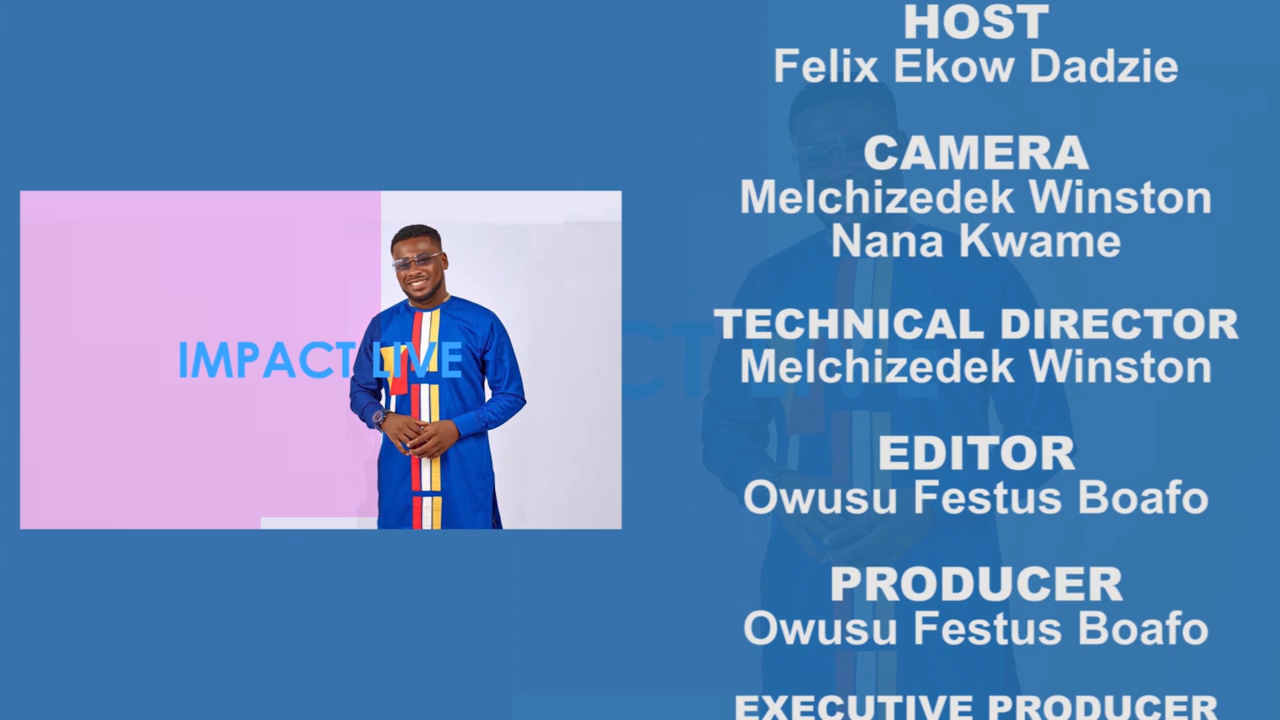 IMPACT LIVE
HOST
Felix Ekow Dadzie
CAMERA
Melchizedek Winston
Nana Kwame
TECHNICAL DIRECTOR
Melchizedek Winston
EDITOR
Owusu Festus Boafo
PRODUCER
Owusu Festus Boafo
EXECUTIVE PRODUCER